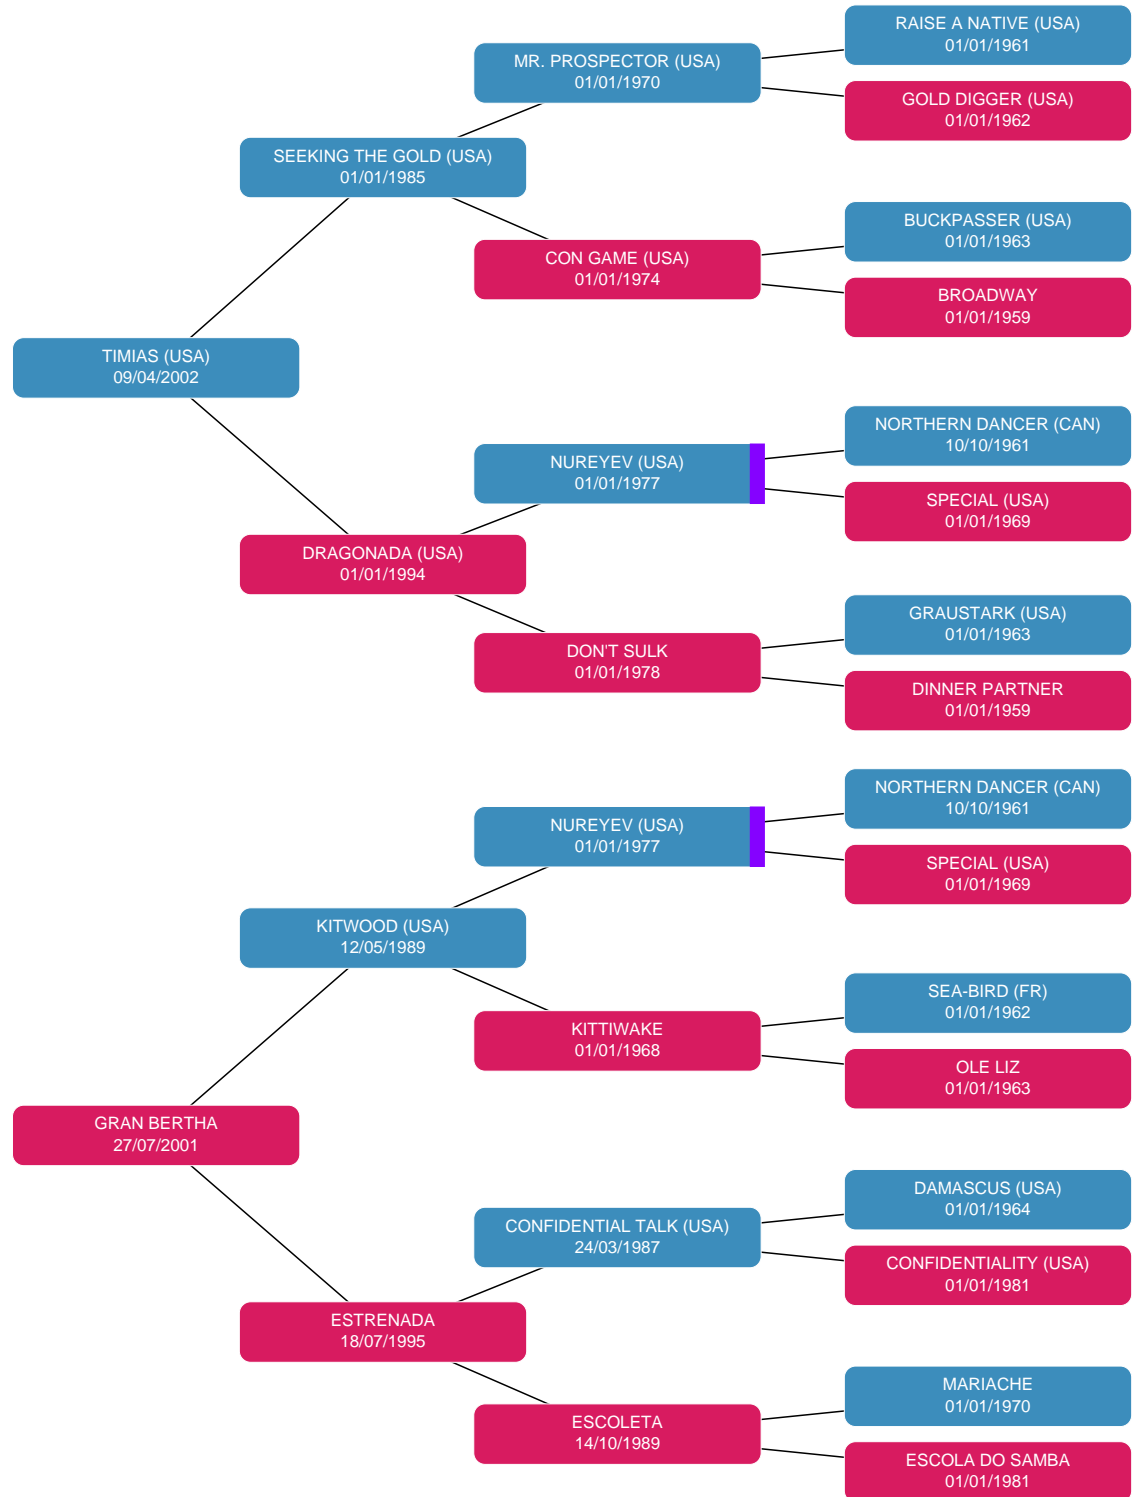 RAISE A NATIVE (USA)
01/01/1961
MR. PROSPECTOR (USA)
01/01/1970
GOLD DIGGER (USA)
01/01/1962
SEEKING THE GOLD (USA)
01/01/1985
BUCKPASSER (USA)
01/01/1963
CON GAME (USA)
01/01/1974
BROADWAY
01/01/1959
TIMIAS (USA)
09/04/2002
NORTHERN DANCER (CAN)
10/10/1961
NUREYEV (USA)
01/01/1977
SPECIAL (USA)
01/01/1969
DRAGONADA (USA)
01/01/1994
GRAUSTARK (USA)
01/01/1963
DON'T SULK
01/01/1978
DINNER PARTNER
01/01/1959
NORTHERN DANCER (CAN)
10/10/1961
NUREYEV (USA)
01/01/1977
SPECIAL (USA)
01/01/1969
KITWOOD (USA)
12/05/1989
SEA-BIRD (FR)
01/01/1962
KITTIWAKE
01/01/1968
OLE LIZ
01/01/1963
GRAN BERTHA
27/07/2001
DAMASCUS (USA)
01/01/1964
CONFIDENTIAL TALK (USA)
24/03/1987
CONFIDENTIALITY (USA)
01/01/1981
ESTRENADA
18/07/1995
MARIACHE
01/01/1970
ESCOLETA
14/10/1989
ESCOLA DO SAMBA
01/01/1981